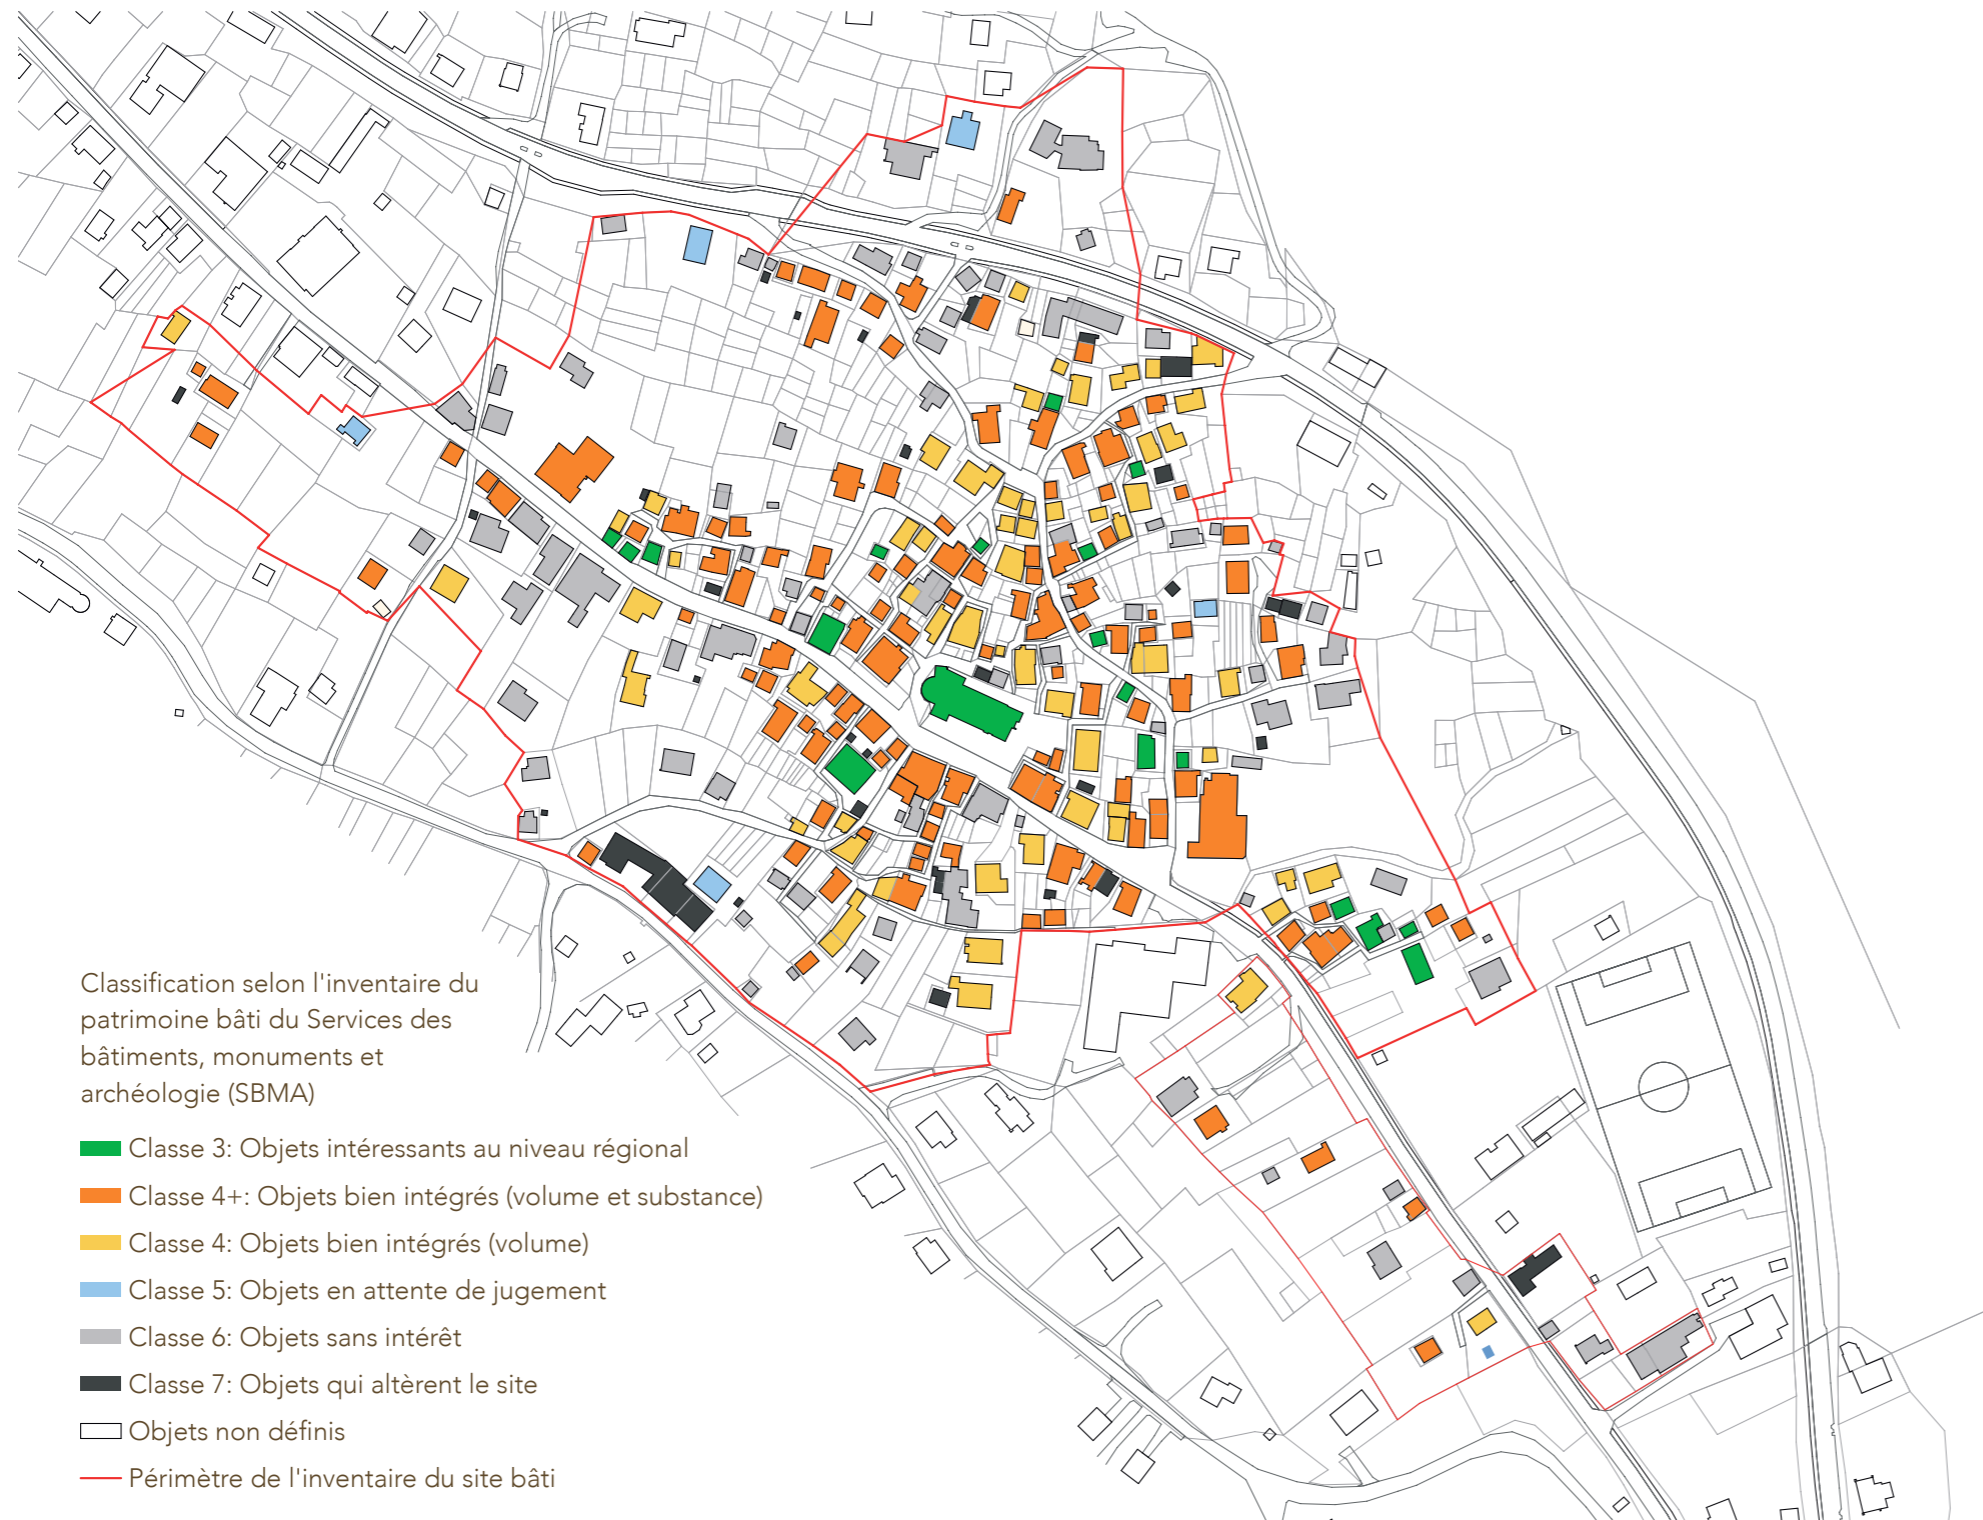 Classification selon l'inventaire du
patrimoine bâti du Services des
bâtiments, monuments et
archéologie (SBMA)
Classe 3: Objets intéressants au niveau régional
Classe 4+: Objets bien intégrés (volume et substance)
Classe 4: Objets bien intégrés (volume)
Classe 5: Objets en attente de jugement
Classe 6: Objets sans intérêt
Classe 7: Objets qui altèrent le site
Objets non définis
Périmètre de l'inventaire du site bâti